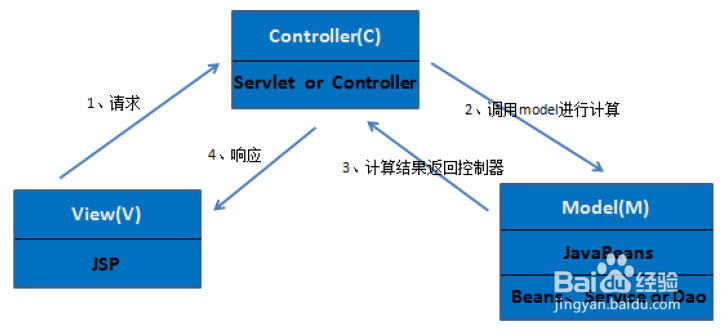 Controller(C)
Servlet or Controller
1、请求
2、调用model进行计算
4、响应
3、计算结果返回控制器
View(V)
JSP
Model(M)
JavaBeans
Beans、Service or Dao
Baidu经验
jingyan.baidu.com